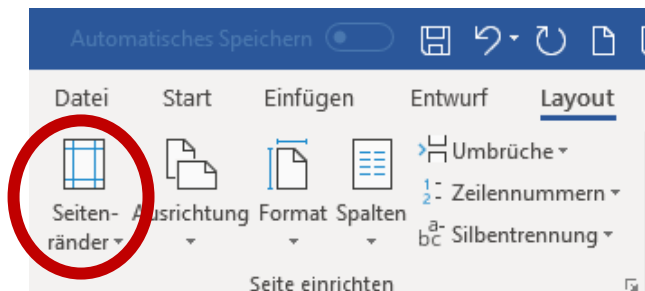 Automatisches Speichern
Datei Start Einfügen Entwurf Layout
Seiten-
ränder
Ausrichtung
Format
Spalten
Umbrüche
Zeilennummern
Silbentrennung
Seite einrichten